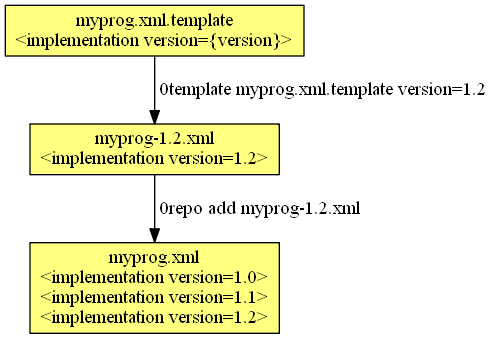 myprog.xml.template
<implementation version={version}>
0template myprog.xml.template version=1.2
myprog-1.2.xml
<implementation version=1.2>
0repo add myprog-1.2.xml
myprog.xml
<implementation version=1.0>
<implementation version=1.1>
<implementation version=1.2>